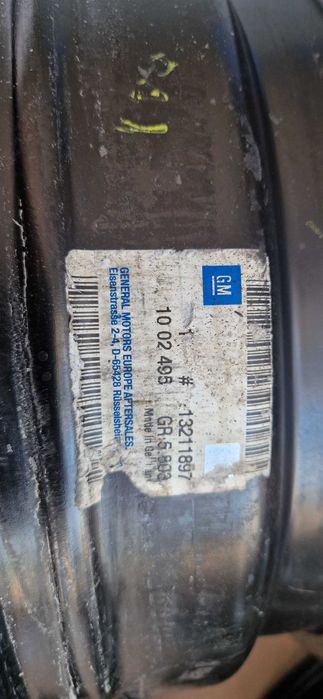 GM
1 # 13211897
10 02 495 GR.5.803
Made in Ge
GENERAL MOTORS EUROPE AFTERSALES.
Eisenstrasse 2-4, D-65428 Rüsselsheim